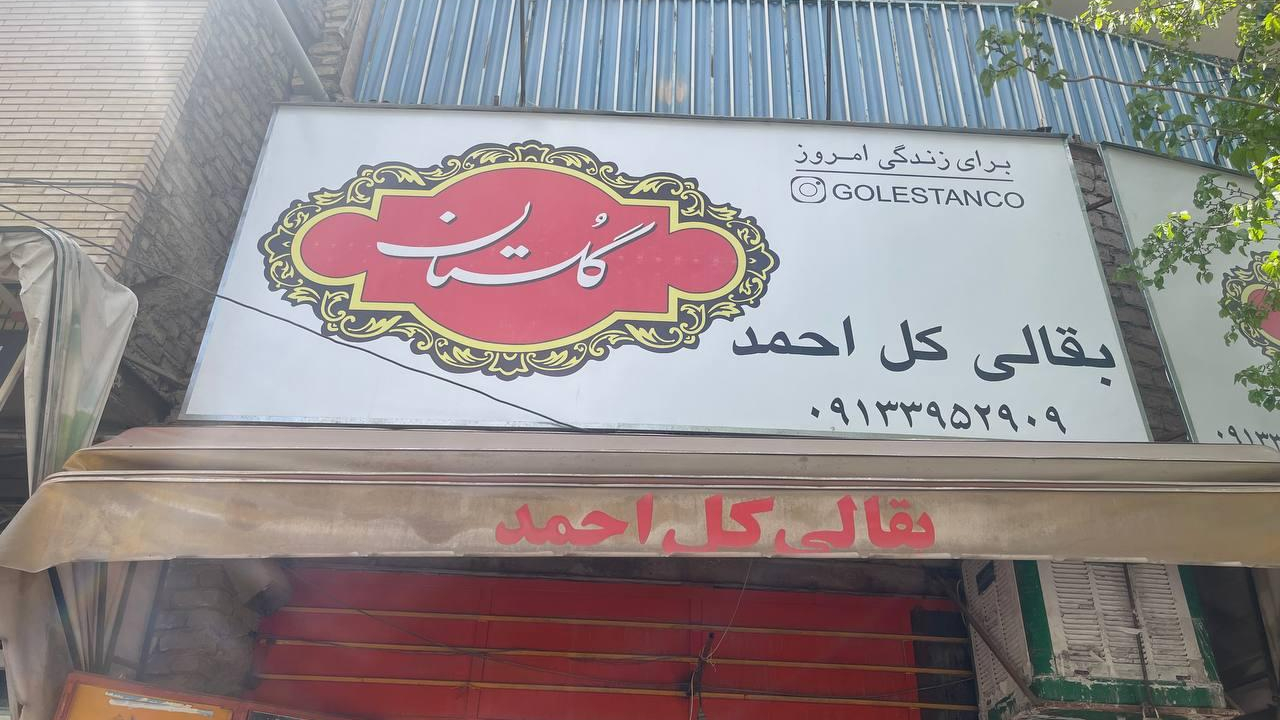 گلستان
برای زندگی امروز
GOLESTANCO
بقالی کل احمد
۰۹۱۳۳۹۵۲۹۰۹
بقالی کل احمد